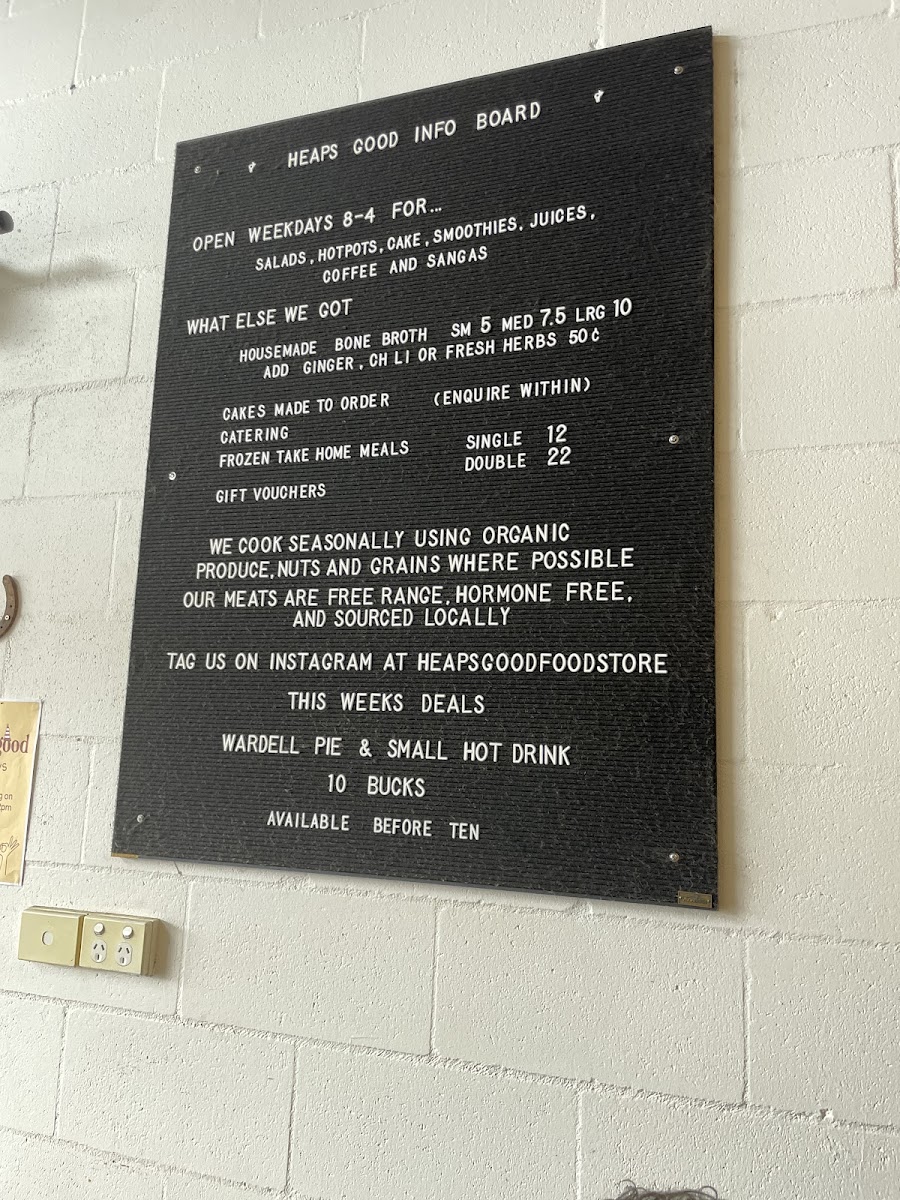 HEAPS GOOD INFO BOARD
OPEN WEEKDAYS 8-4 FOR...
SALADS, HOTPOTS, CAKE, SMOOTHIES, JUICES,
COFFEE AND SANGAS
WHAT ELSE WE GOT
HOUSEMADE BONE BROTH SM 5 MED 7.5 LRG 10
ADD GINGER, CH LI OR FRESH HERBS 50¢
CAKES MADE TO ORDER (ENQUIRE WITHIN)
CATERING
FROZEN TAKE HOME MEALS SINGLE 12
DOUBLE 22
GIFT VOUCHERS
WE COOK SEASONALLY USING ORGANIC
PRODUCE, NUTS AND GRAINS WHERE POSSIBLE
OUR MEATS ARE FREE RANGE, HORMONE FREE,
AND SOURCED LOCALLY
TAG US ON INSTAGRAM AT HEAPSGOODFOODSTORE
THIS WEEKS DEALS
WARDELL PIE & SMALL HOT DRINK
10 BUCKS
AVAILABLE BEFORE TEN
good